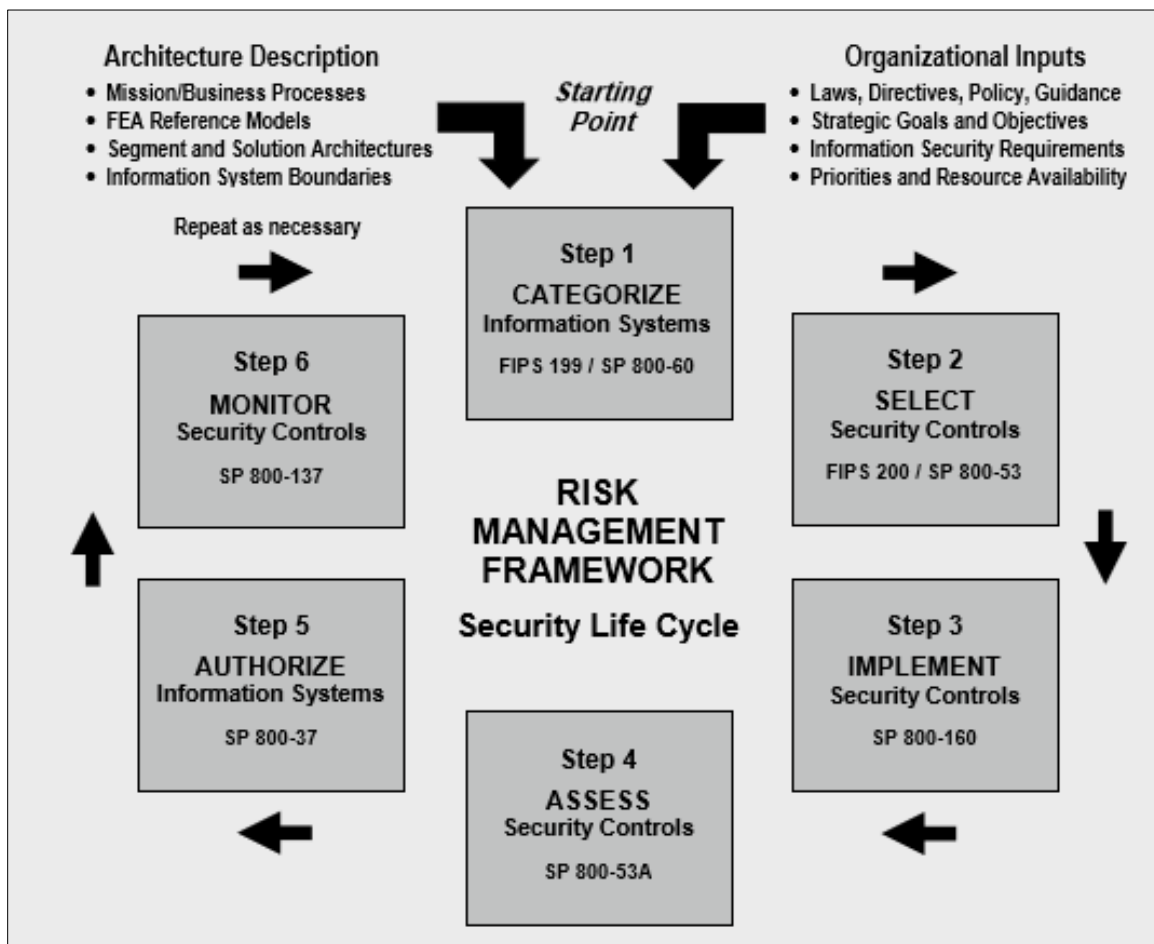 Architecture Description
• Mission/Business Processes
• FEA Reference Models
• Segment and Solution Architectures
• Information System Boundaries
Starting
Point
Organizational Inputs
• Laws, Directives, Policy, Guidance
• Strategic Goals and Objectives
• Information Security Requirements
• Priorities and Resource Availability
Repeat as necessary
Step 1
CATEGORIZE
Information Systems
FIPS 199 / SP 800-60
Step 2
SELECT
Security Controls
FIPS 200 / SP 800-53
Step 6
MONITOR
Security Controls
SP 800-137
RISK
MANAGEMENT
FRAMEWORK
Security Life Cycle
Step 3
IMPLEMENT
Security Controls
SP 800-160
Step 5
AUTHORIZE
Information Systems
SP 800-37
Step 4
ASSESS
Security Controls
SP 800-53A